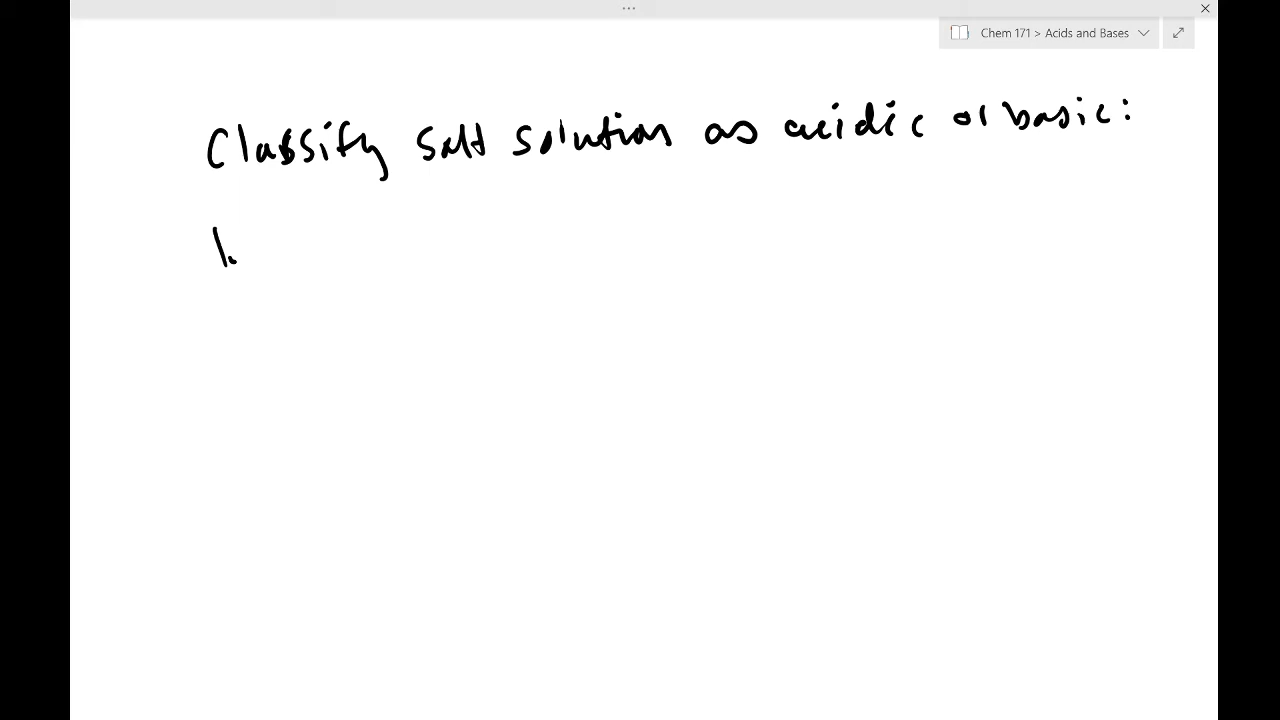 Chem 171 > Acids and Bases
Classify salt solution as acidic or basic:
1.